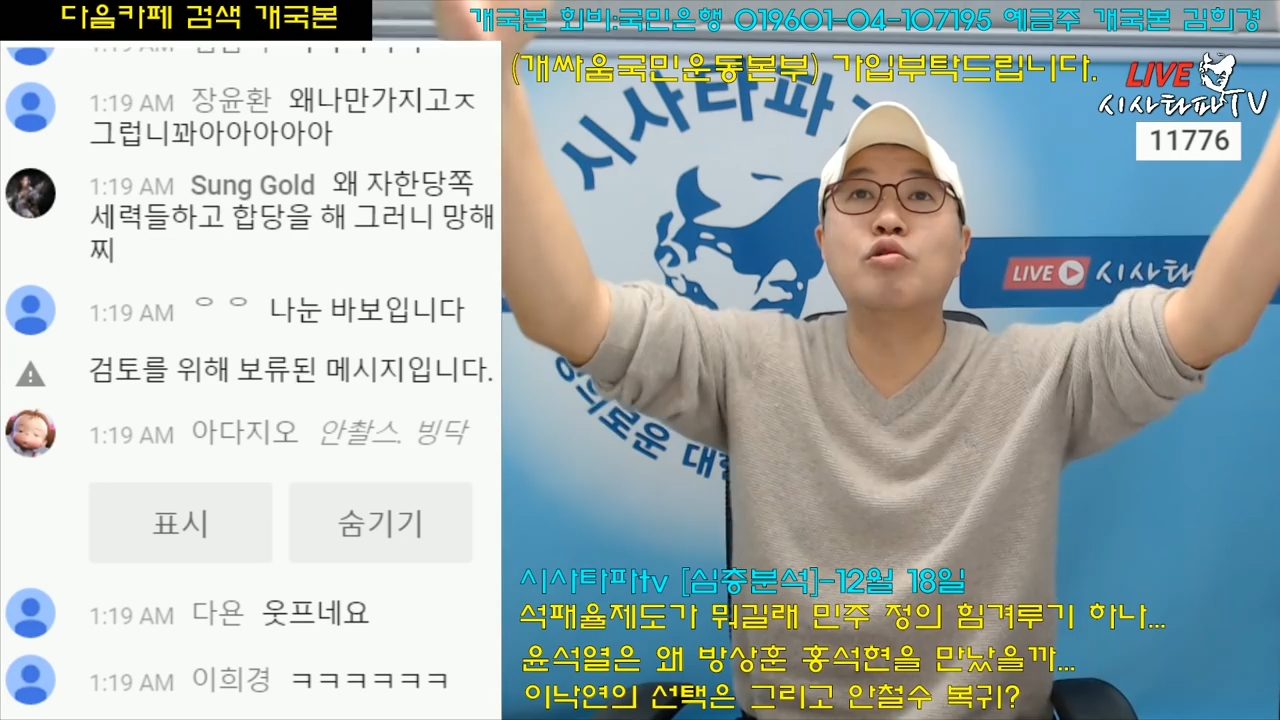 다음카페 검색 개국본
개국본 회비:국민은행 019601-04-107195 예금주 개국본 김희경
(개싸움국민운동본부) 가입부탁드립니다.
LIVE
시사타파TV
11776
1:19 AM 장윤환 왜나만가지고ㅈ
그럽니꽈아아아아아
1:19 AM Sung Gold 왜 자한당쪽
세력들하고 합당을 해 그러니 망해
찌
1:19 AM ㅇ ㅇ 나눈 바보입니다
검토를 위해 보류된 메시지입니다.
1:19 AM 아다지오 안촬스. 빙닥
표시
숨기기
1:19 AM 다욘 웃프네요
1:19 AM 이희경 ㅋㅋㅋㅋㅋㅋ
시사타파
LIVE 시사타
정의로운 대한
시사타파tv [심층분석]-12월 18일
석패율제도가 뭐길래 민주 정의 힘겨루기 하나...
윤석열은 왜 방상훈 홍석현을 만났을까...
이낙연의 선택은 그리고 안철수 복귀?